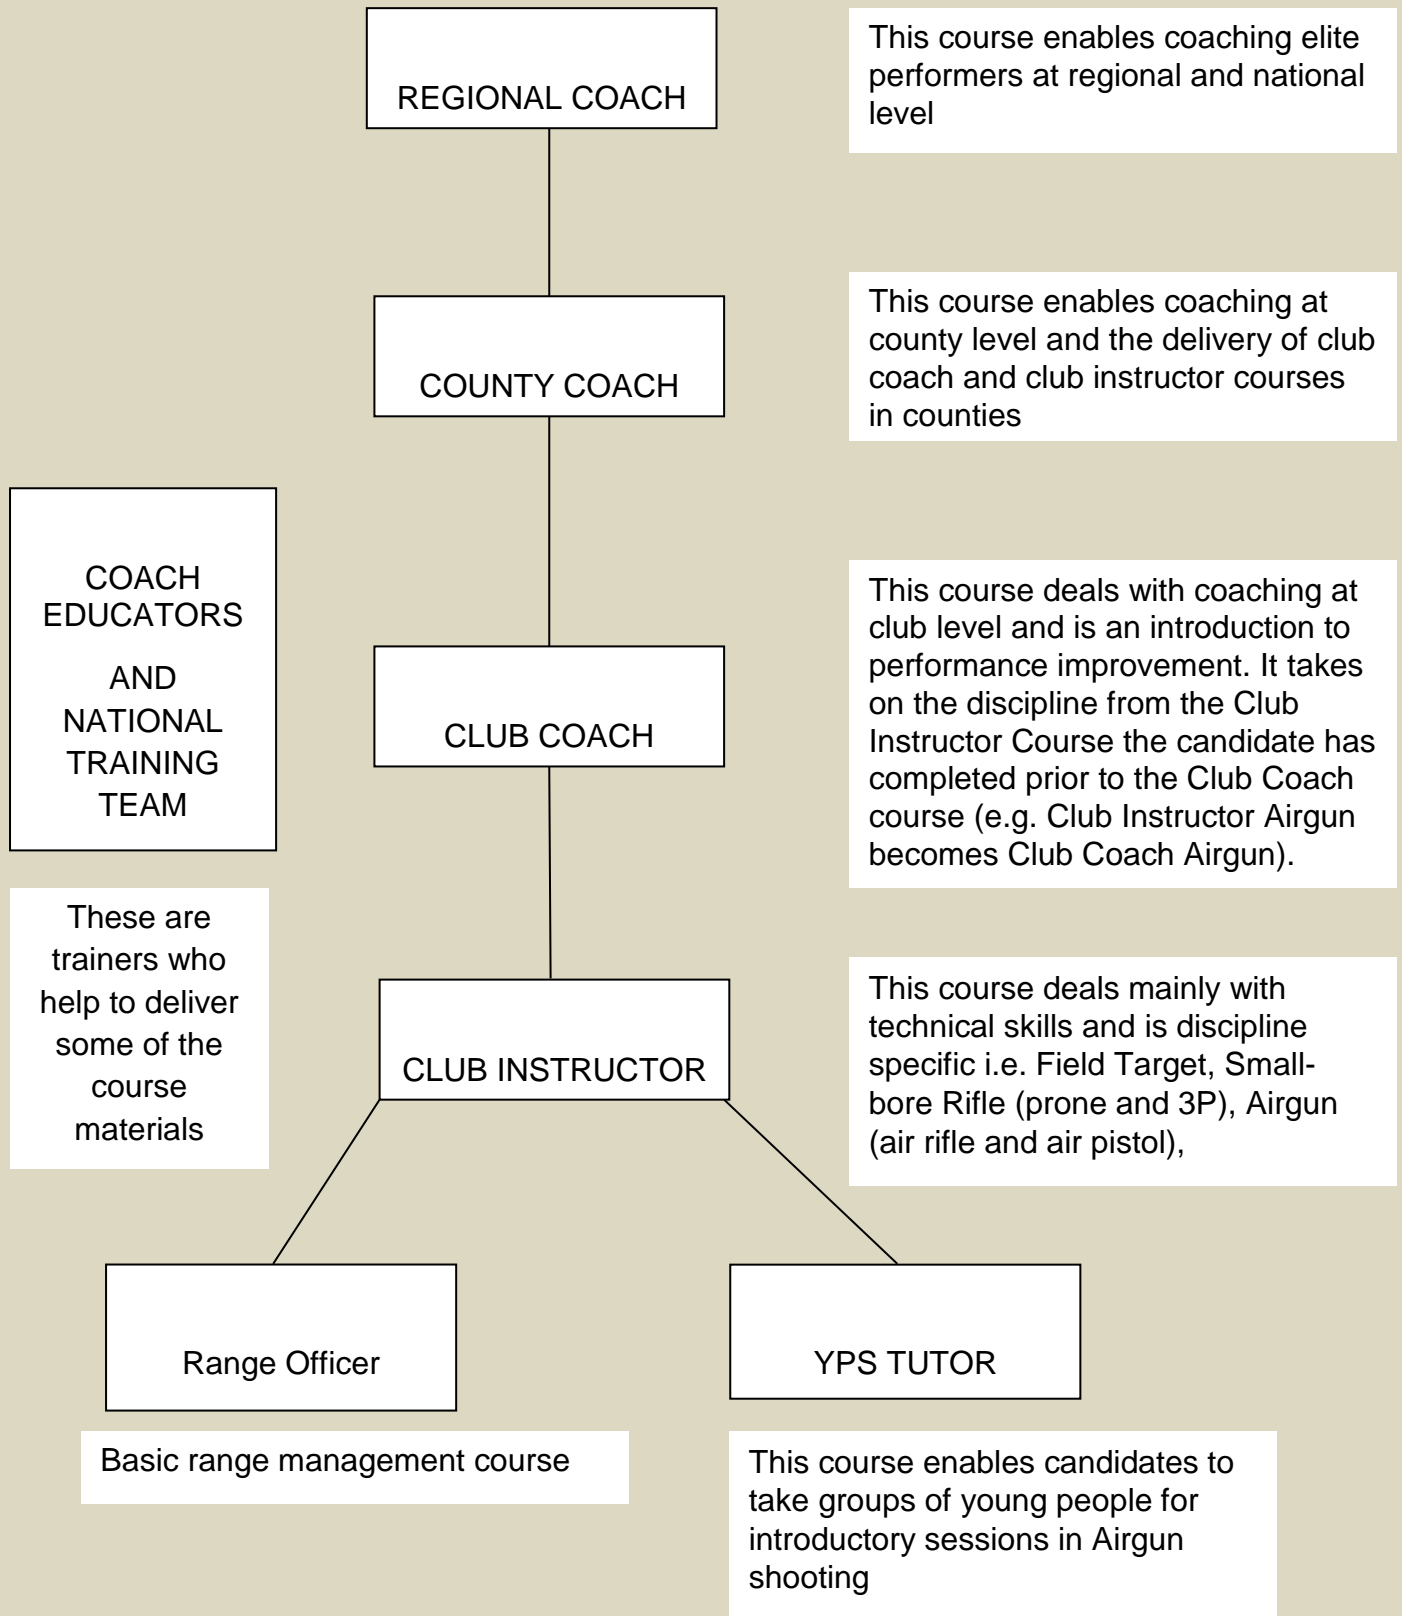 REGIONAL COACH
This course enables coaching elite
performers at regional and national
level
COUNTY COACH
This course enables coaching at
county level and the delivery of club
coach and club instructor courses
in counties
COACH
EDUCATORS
AND
NATIONAL
TRAINING
TEAM
These are
trainers who
help to deliver
some of the
course
materials
CLUB COACH
This course deals with coaching at
club level and is an introduction to
performance improvement. It takes
on the discipline from the Club
Instructor Course the candidate has
completed prior to the Club Coach
course (e.g. Club Instructor Airgun
becomes Club Coach Airgun).
CLUB INSTRUCTOR
This course deals mainly with
technical skills and is discipline
specific i.e. Field Target, Small-
bore Rifle (prone and 3P), Airgun
(air rifle and air pistol),
Range Officer
Basic range management course
YPS TUTOR
This course enables candidates to
take groups of young people for
introductory sessions in Airgun
shooting